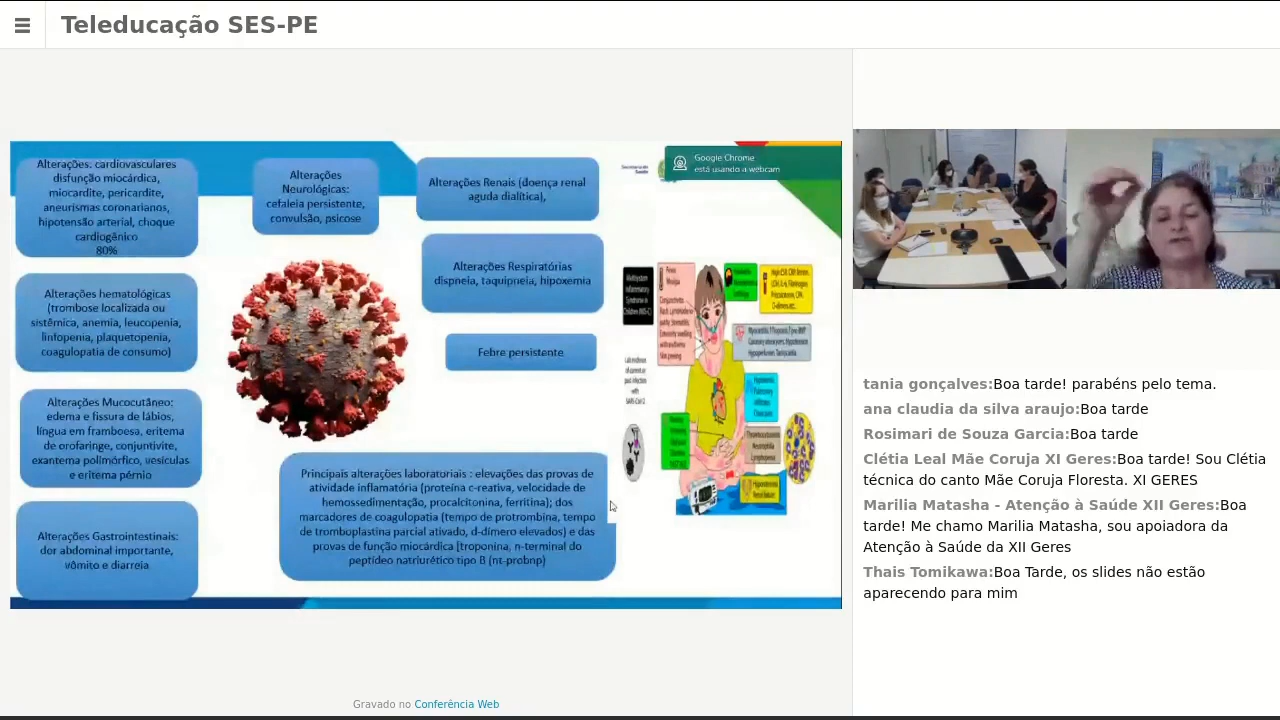 Teleducação SES-PE
Alterações: cardiovasculares
disfunção miocárdica,
miocardite, pericardite,
aneurismas coronarianos,
hipotensão arterial, choque
cardiogênico
80%
Alterações
Neurológicas:
cefaleia persistente,
convulsão, psicose
Alterações Renais (doença renal
aguda dialítica),
Google Chrome
está usando a webcam
Alterações Respiratórias
dispneia, taquipneia, hipoxemia
Alterações hematológicas
(trombose localizada ou
sistêmica, anemia, leucopenia,
linfopenia, plaquetopenia,
coagulopatia de consumo)
Febre persistente
Alterações Mucocutâneo:
edema e fissura de lábios,
língua em framboesa, eritema
de orofaringe, conjuntivite,
exantema polimórfico, vesículas
e eritema pérnio
Principais alterações laboratoriais : elevações das provas de
atividade inflamatória (proteína c-reativa, velocidade de
hemossedimentação, procalcitonina, ferritina); dos
marcadores de coagulopatia (tempo de protrombina, tempo
de tromboplastina parcial ativado, d-dímero elevados) e das
provas de função miocárdica [troponina, n-terminal do
peptídeo natriurético tipo B (nt-probnp)
Alterações Gastrointestinais:
dor abdominal importante,
vômito e diarreia
tania gonçalves:Boa tarde! parabéns pelo tema.
ana claudia da silva araujo:Boa tarde
Rosimari de Souza Garcia:Boa tarde
Clétia Leal Mãe Coruja XI Geres:Boa tarde! Sou Clétia
técnica do canto Mãe Coruja Floresta. XI GERES
Marilia Matasha - Atenção à Saúde XII Geres:Boa
tarde! Me chamo Marilia Matasha, sou apoiadora da
Atenção à Saúde da XII Geres
Thais Tomikawa:Boa Tarde, os slides não estão
aparecendo para mim
Gravado no Conferência Web